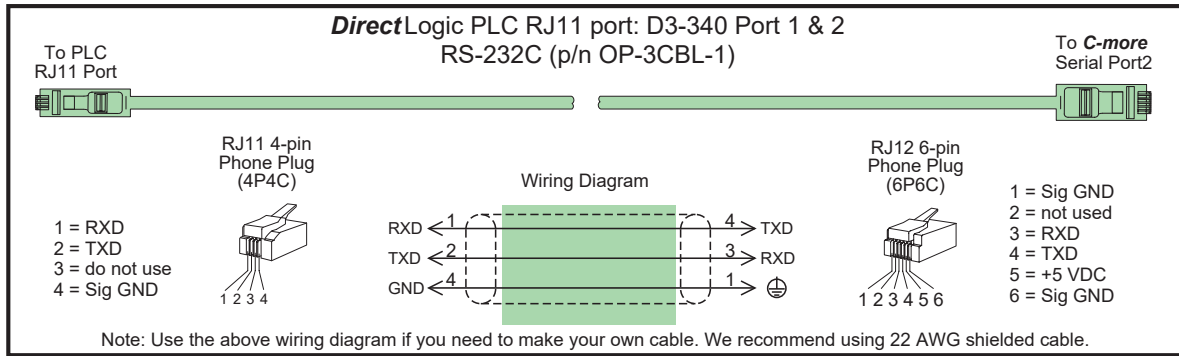 DirectLogic PLC RJ11 port: D3-340 Port 1 & 2
RS-232C (p/n OP-3CBL-1)
To PLC
RJ11 Port
To C-more
Serial Port2
RJ11 4-pin
Phone Plug
(4P4C)
1 = RXD
2 = TXD
3 = do not use
4 = Sig GND
1 2 3 4
Wiring Diagram
RXD 1 4 TXD
TXD 2 3 RXD
GND 4 1
RJ12 6-pin
Phone Plug
(6P6C)
1 2 3 4 5 6
1 = Sig GND
2 = not used
3 = RXD
4 = TXD
5 = +5 VDC
6 = Sig GND
Note: Use the above wiring diagram if you need to make your own cable. We recommend using 22 AWG shielded cable.